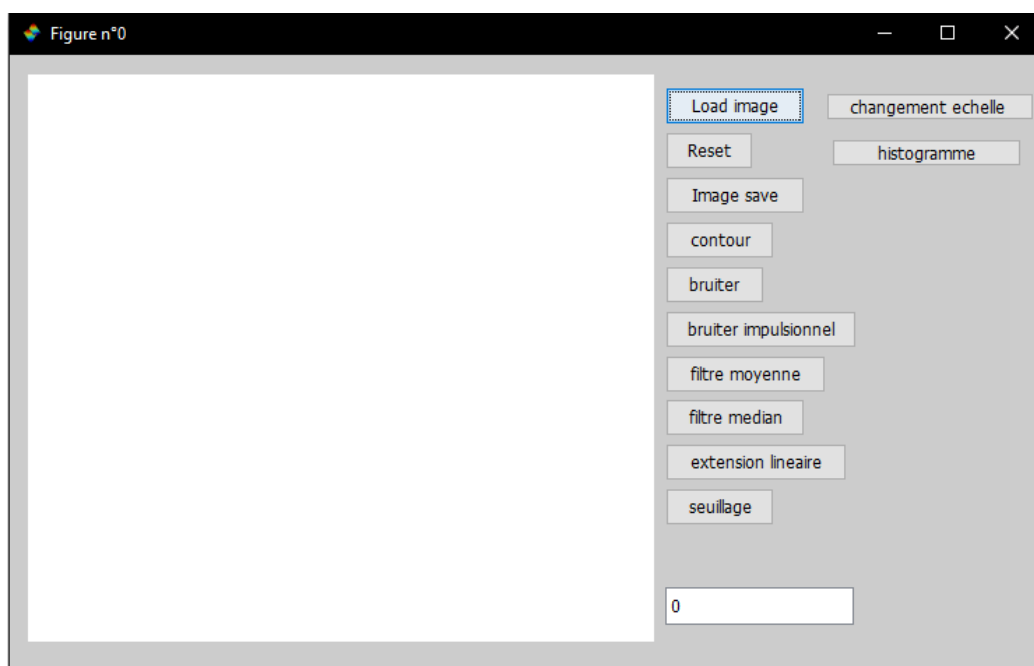 Figure n°0
Load image
changement echelle
Reset
histogramme
Image save
contour
bruiter
bruiter impulsionnel
filtre moyenne
filtre median
extension lineaire
seuillage
0